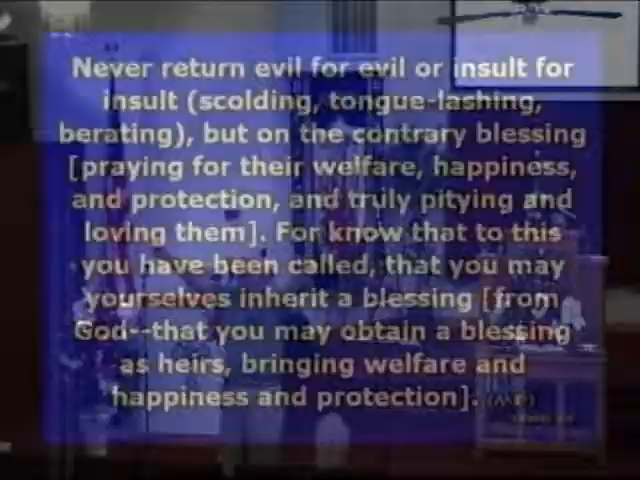 Never return evil for evil or insult for
insult (scolding, tongue-lashing,
berating), but on the contrary blessing
[praying for their welfare, happiness,
and protection, and truly pitying and
loving them]. For know that to this
you have been called, that you may
yourselves inherit a blessing [from
God--that you may obtain a blessing
as heirs, bringing welfare and
happiness and protection]. (AMP)